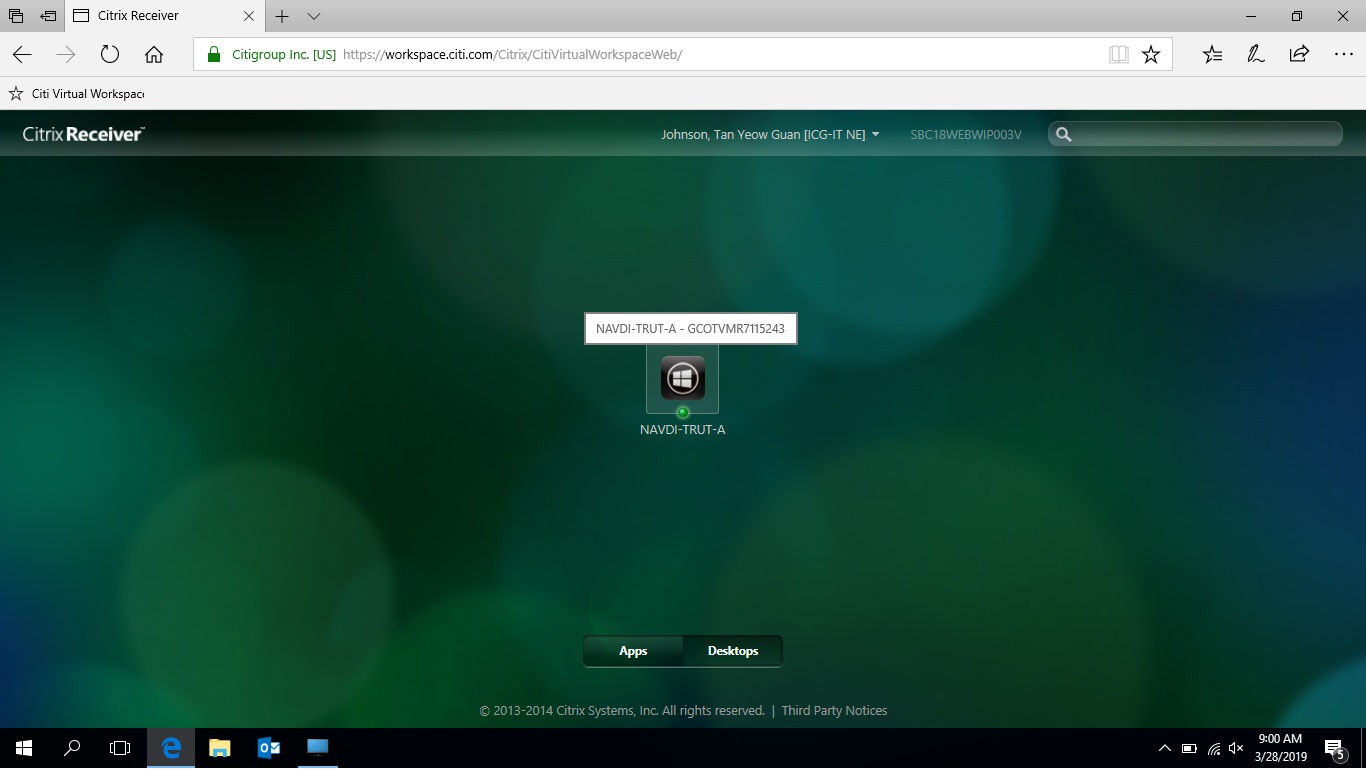 Citrix Receiver
Citigroup Inc. [US] https://workspace.citi.com/Citrix/CitiVirtualWorkspaceWeb/
Citi Virtual Workspac
Citrix Receiver™
Johnson, Tan Yeow Guan [ICG-IT NE]
SBC18WEBWIP003V
NAVDI-TRUT-A - GCOTVMR7115243
NAVDI-TRUT-A
Apps
Desktops
© 2013-2014 Citrix Systems, Inc. All rights reserved. | Third Party Notices
9:00 AM
3/28/2019
5